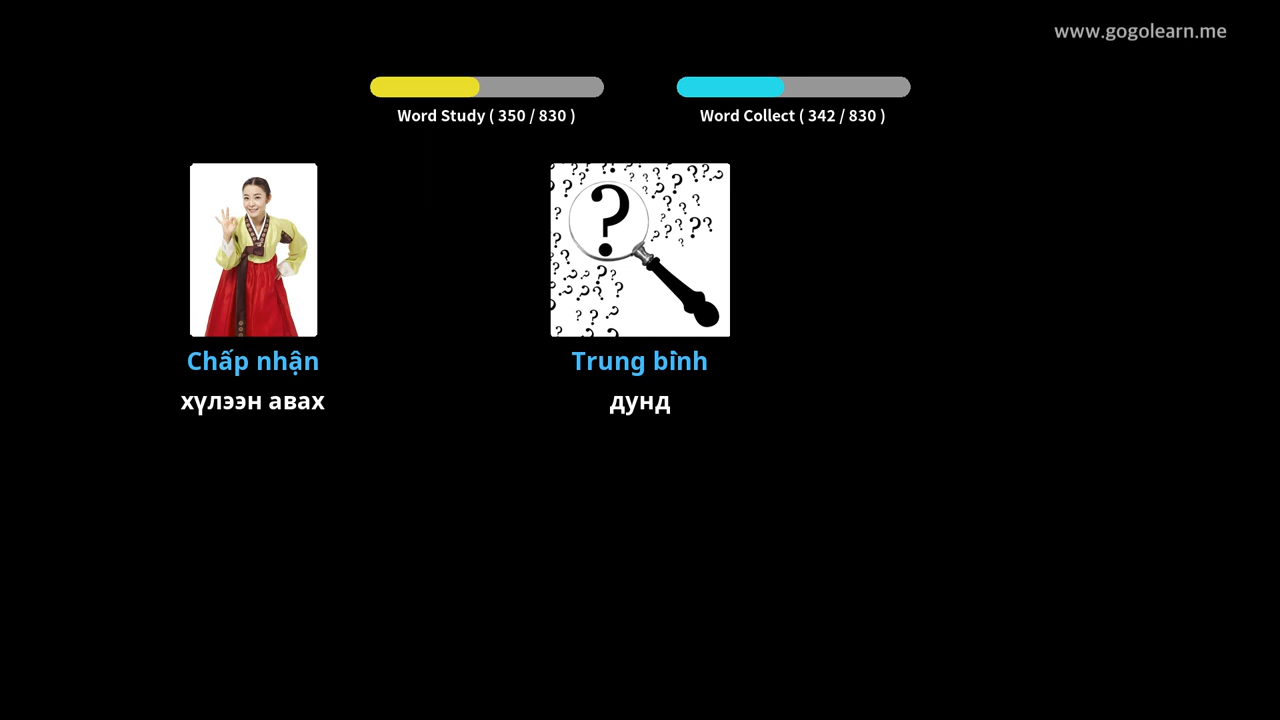 www.gogolearn.me
Word Study ( 350 / 830 )
Word Collect ( 342 / 830 )
Chấp nhận
Trung bình
хүлээн авах
дунд